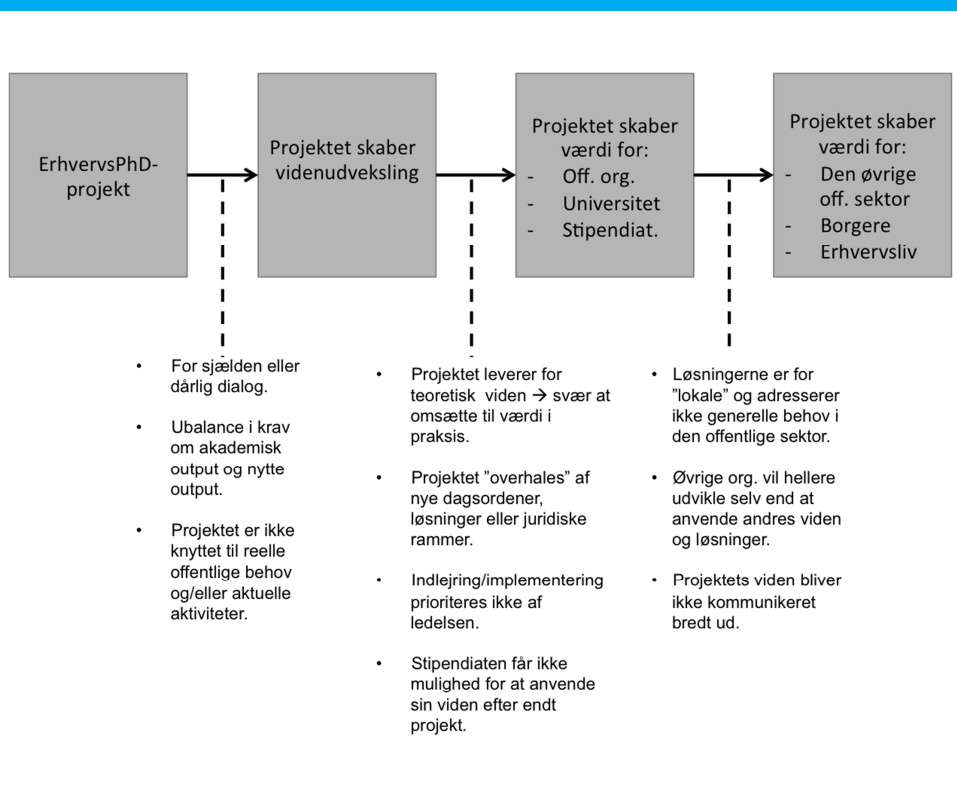 ErhvervsPhD-
projekt
Projektet skaber
videnudveksling
Projektet skaber
værdi for:
- Off. org.
- Universitet
- Stipendiat.
Projektet skaber
værdi for:
- Den øvrige
off. sektor
- Borgere
- Erhvervsliv
• For sjælden eller
dårlig dialog.
• Ubalance i krav
om akademisk
output og nytte
output.
• Projektet er ikke
knyttet til reelle
offentlige behov
og/eller aktuelle
aktiviteter.
• Projektet leverer for
teoretisk viden → svær at
omsætte til værdi i
praksis.
• Projektet ”overhales” af
nye dagsordener,
løsninger eller juridiske
rammer.
• Indlejring/implementering
prioriteres ikke af
ledelsen.
• Stipendiaten får ikke
mulighed for at anvende
sin viden efter endt
projekt.
• Løsningerne er for
”lokale” og adresserer
ikke generelle behov i
den offentlige sektor.
• Øvrige org. vil hellere
udvikle selv end at
anvende andres viden
og løsninger.
• Projektets viden bliver
ikke kommunikeret
bredt ud.